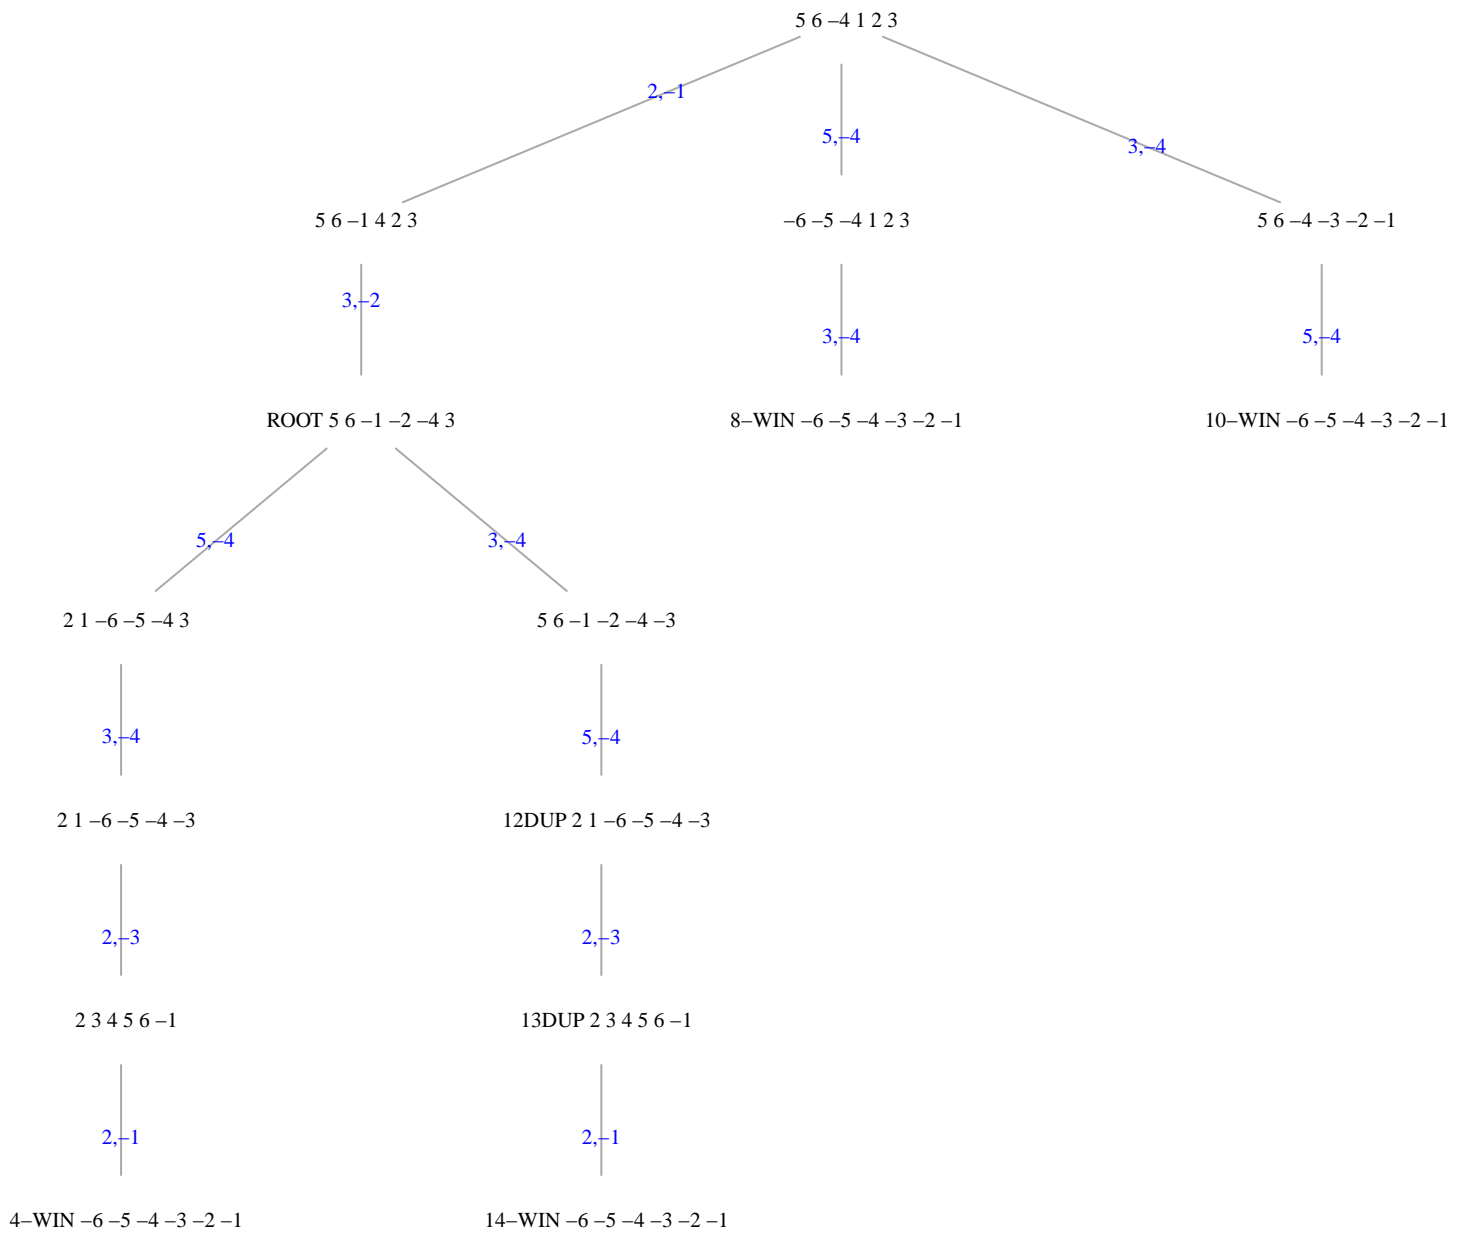 5 6 –4 1 2 3
2,–1
5,–4
3,–4
5 6 –1 4 2 3
–6 –5 –4 1 2 3
5 6 –4 –3 –2 –1
3,–2
3,–4
5,–4
ROOT 5 6 –1 –2 –4 3
8–WIN –6 –5 –4 –3 –2 –1
10–WIN –6 –5 –4 –3 –2 –1
5,–4
3,–4
2 1 –6 –5 –4 3
5 6 –1 –2 –4 –3
3,–4
5,–4
2 1 –6 –5 –4 –3
12DUP 2 1 –6 –5 –4 –3
2,–3
2,–3
2 3 4 5 6 –1
13DUP 2 3 4 5 6 –1
2,–1
2,–1
4–WIN –6 –5 –4 –3 –2 –1
14–WIN –6 –5 –4 –3 –2 –1